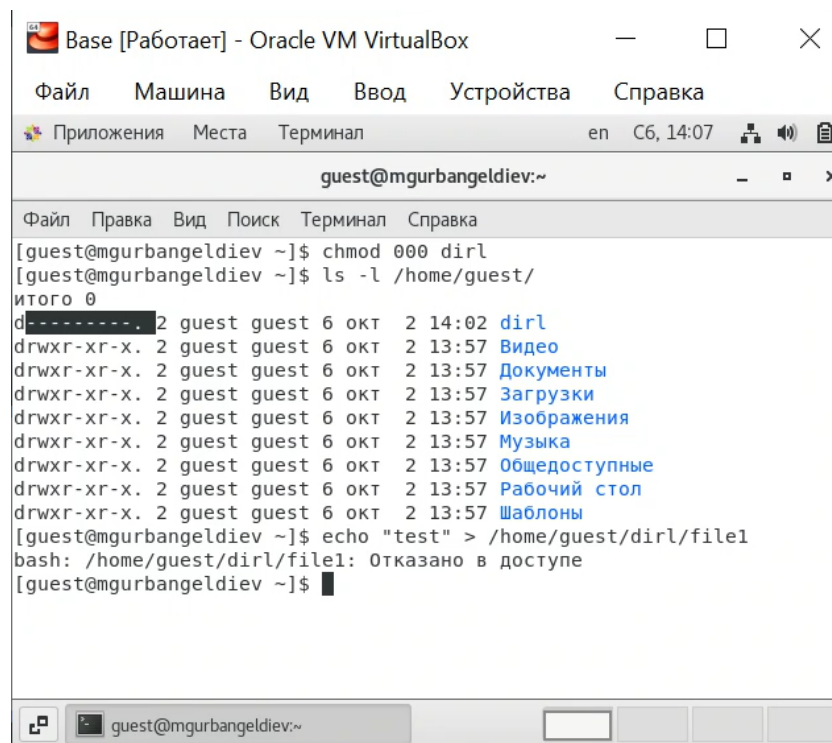 64
Base [Работает] - Oracle VM VirtualBox
Файл Машина Вид Ввод Устройства Справка
Приложения Места Терминал en Сб, 14:07
guest@mgurbangeldiev:~
Файл Правка Вид Поиск Терминал Справка
[guest@mgurbangeldiev ~]$ chmod 000 dirl
[guest@mgurbangeldiev ~]$ ls -l /home/guest/
итого 0
d---------. 2 guest guest 6 окт  2 14:02 dirl
drwxr-xr-x. 2 guest guest 6 окт  2 13:57 Видео
drwxr-xr-x. 2 guest guest 6 окт  2 13:57 Документы
drwxr-xr-x. 2 guest guest 6 окт  2 13:57 Загрузки
drwxr-xr-x. 2 guest guest 6 окт  2 13:57 Изображения
drwxr-xr-x. 2 guest guest 6 окт  2 13:57 Музыка
drwxr-xr-x. 2 guest guest 6 окт  2 13:57 Общедоступные
drwxr-xr-x. 2 guest guest 6 окт  2 13:57 Рабочий стол
drwxr-xr-x. 2 guest guest 6 окт  2 13:57 Шаблоны
[guest@mgurbangeldiev ~]$ echo "test" > /home/guest/dirl/file1
bash: /home/guest/dirl/file1: Отказано в доступе
[guest@mgurbangeldiev ~]$
guest@mgurbangeldiev:~